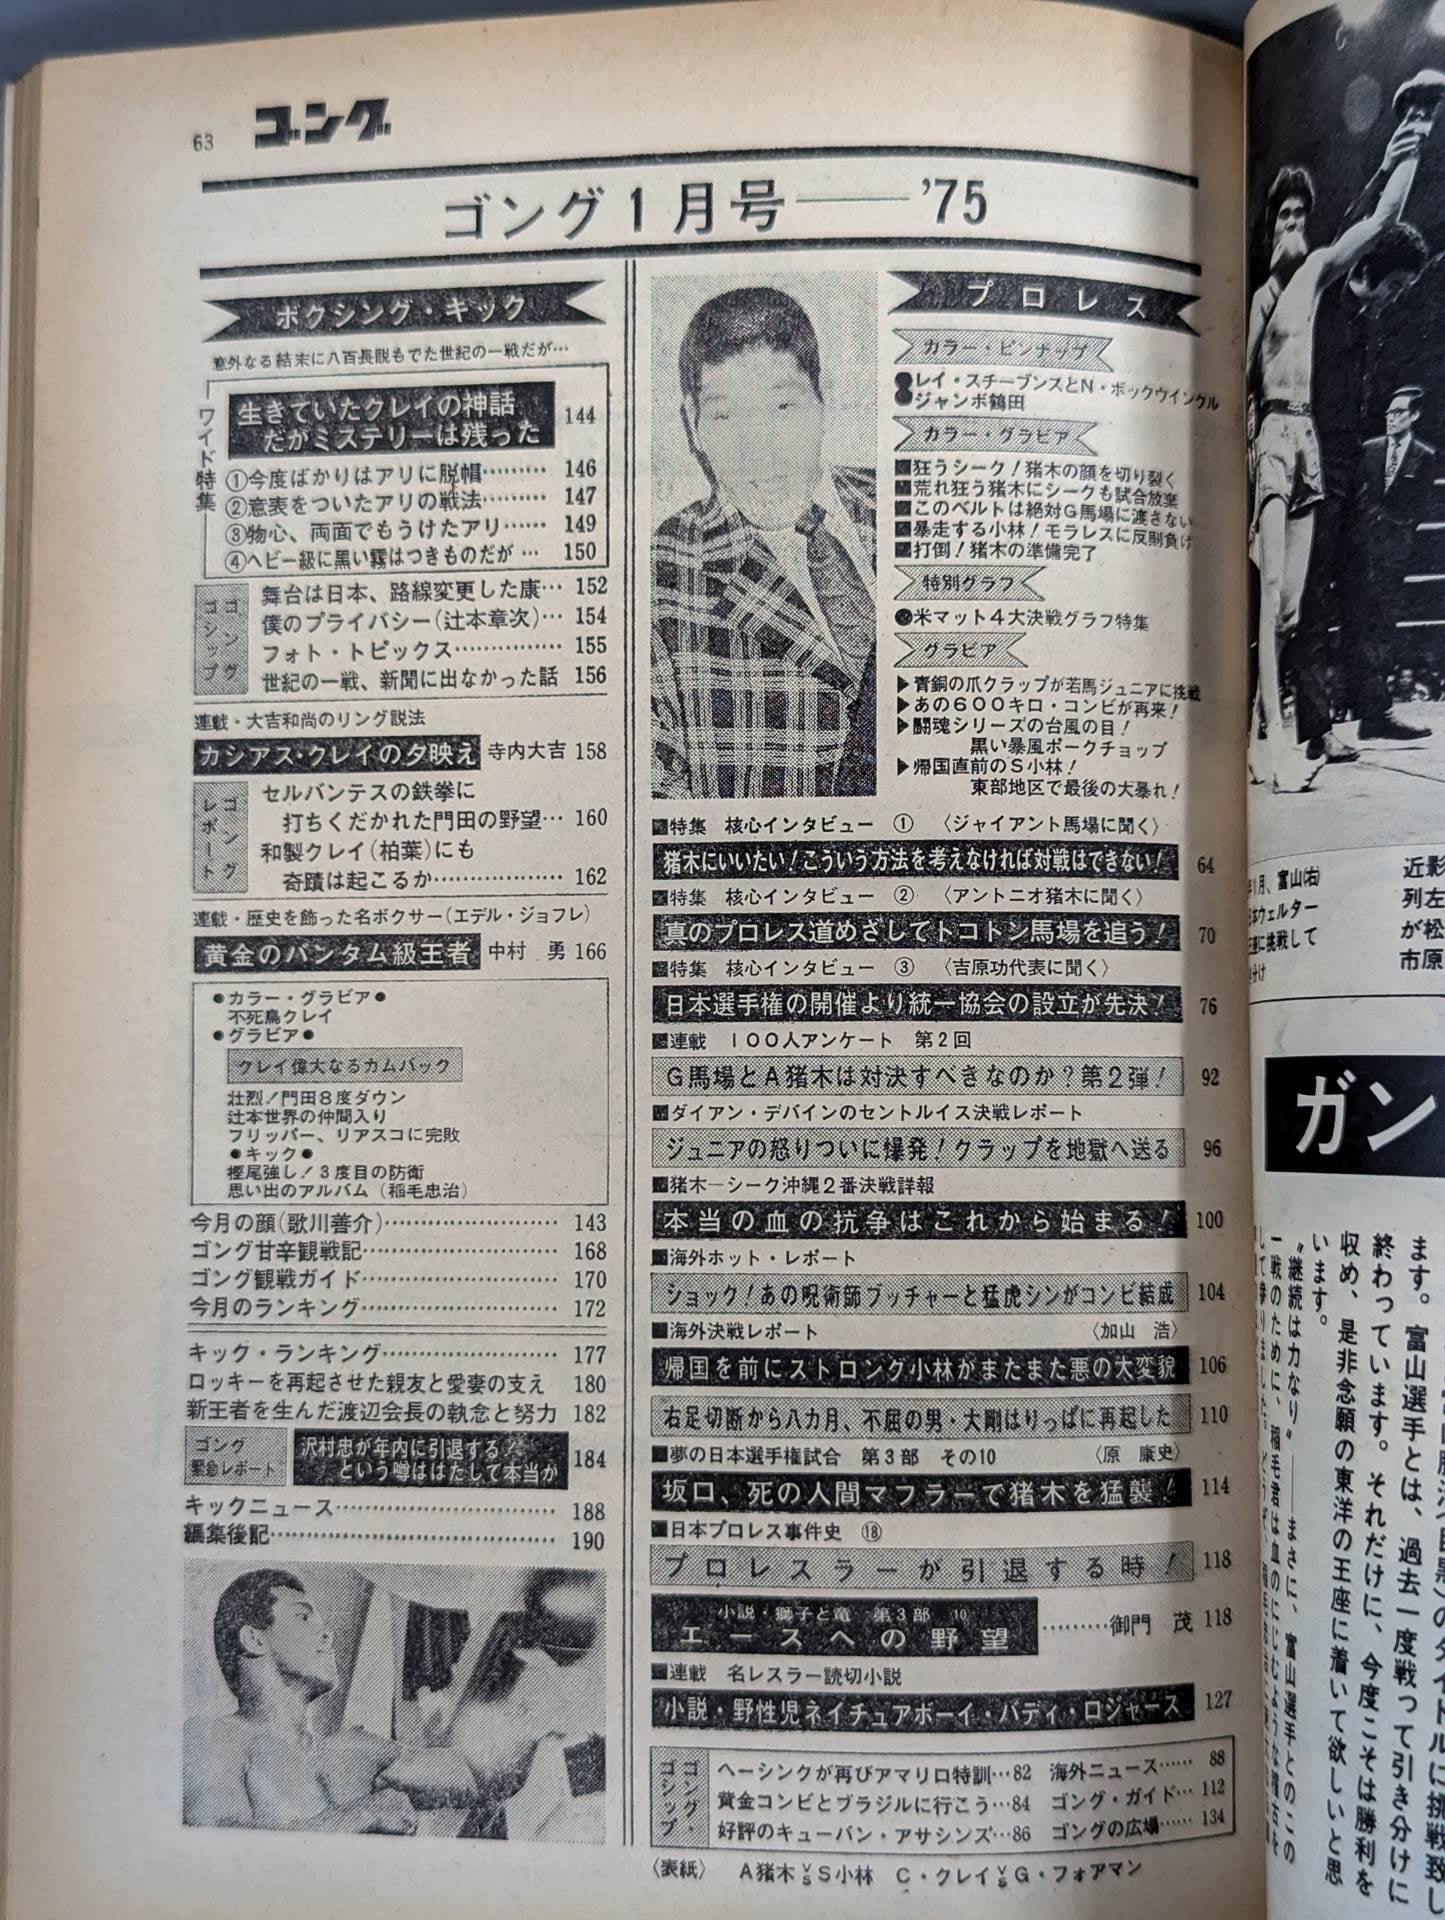 63
ゴング
ゴング1月号——'75
ボクシング・キック
意外なる結末に八百長説もでた世紀の一戦だが…
ワイド特集
生きていたクレイの神話
だがミステリーは残った
144
①今度ばかりはアリに脱帽………146
②意表をついたアリの戦法………147
③物心、両面でもうけたアリ……149
④ヘビー級に黒い霧はつきものだが…150
ゴング
ゴシップ
舞台は日本、路線変更した康…152
僕のプライバシー(辻本章次)…154
フォト・トピックス……………155
世紀の一戦、新聞に出なかった話 156
連載・大吉和尚のリング説法
カシアス・クレイの夕映え 寺内大吉 158
ゴング
レポート
セルバンテスの鉄拳に
打ちくだかれた門田の野望…160
和製クレイ(柏葉)にも
奇蹟は起こるか………………162
連載・歴史を飾った名ボクサー(エデル・ジョフレ)
黄金のバンタム級王者 中村 勇 166
●カラー・グラビア●
不死鳥クレイ
●グラビア●
クレイ偉大なるカムバック
壮烈!門田8度ダウン
辻本世界の仲間入り
フリッパー、リアスコに完敗
●キック●
樫尾強し!3度目の防衛
思い出のアルバム(稲毛忠治)
今月の顔(歌川善介)……………………143
ゴング甘辛観戦記………………………168
ゴング観戦ガイド………………………170
今月のランキング………………………172
キック・ランキング……………………177
ロッキーを再起させた親友と愛妻の支え 180
新王者を生んだ渡辺会長の執念と努力 182
ゴング
緊急レポート
沢村忠が年内に引退する!
という噂ははたして本当か
184
キックニュース…………………………188
編集後記…………………………………190
プロレス
カラー・ピンナップ
●レイ・スチーブンスとN・ボックウインクル
●ジャンボ鶴田
カラー・グラビア
■狂うシーク!猪木の顔を切り裂く
■荒れ狂う猪木にシークも試合放棄
■このベルトは絶対G馬場に渡さない
■暴走する小林!モラレスに反則負け
■打倒!猪木の準備完了
特別グラフ
●米マット4大決戦グラフ特集
グラビア
▶青銅の爪クラップが若馬ジュニアに挑戦
▶あの600キロ・コンビが再来!
▶闘魂シリーズの台風の目!
黒い暴風ポークチョップ
▶帰国直前のS小林!
東部地区で最後の大暴れ!
■特集 核心インタビュー ① 〈ジャイアント馬場に聞く〉
猪木にいいたい!こういう方法を考えなければ対戦はできない! 64
■特集 核心インタビュー ② 〈アントニオ猪木に聞く〉
真のプロレス道めざしてトコトン馬場を追う! 70
■特集 核心インタビュー ③ 〈吉原功代表に聞く〉
日本選手権の開催より統一協会の設立が先決! 76
■連載 100人アンケート 第2回
G馬場とA猪木は対決すべきなのか?第2弾! 92
■ダイアン・デバインのセントルイス決戦レポート
ジュニアの怒りついに爆発!クラップを地獄へ送る 96
■猪木―シーク沖縄2番決戦詳報
本当の血の抗争はこれから始まる! 100
■海外ホット・レポート
ショック!あの呪術師ブッチャーと猛虎シンがコンビ結成 104
■海外決戦レポート 〈加山 浩〉
帰国を前にストロング小林がまたまた悪の大変貌 106
右足切断から八カ月、不屈の男・大剛はりっぱに再起した 110
■夢の日本選手権試合 第3部 その10 〈原 康史〉
坂口、死の人間マフラーで猪木を猛襲! 114
■日本プロレス事件史 ⑱
プロレスラーが引退する時! 118
小説・獅子と竜 第3部 10
エースへの野望………御門 茂 118
■連載 名レスラー読切小説
小説・野性児ネイチュアボーイ・バディ・ロジャース 127
ゴング・
ゴシップ
ヘーシンクが再びアマリロ特訓…82 海外ニュース……88
黄金コンビとブラジルに行こう…84 ゴング・ガイド…112
好評のキューバン・アサシンズ…86 ゴングの広場……134
〈表紙〉 A猪木vsS小林 C・クレイvsG・フォアマン
月、富山(右)
ウェルター
に挑戦して
分け
近影
列左
が松
市原
ガン
ます。富山選手とは、過去一度戦って引き分けに
終わっています。それだけに、今度こそは勝利を
収め、是非念願の東洋の王座に着いて欲しいと思
います。
“継続は力なり”――まさに、富山選手とのこの
一戦のために、稲毛君は血のにじむような精進を